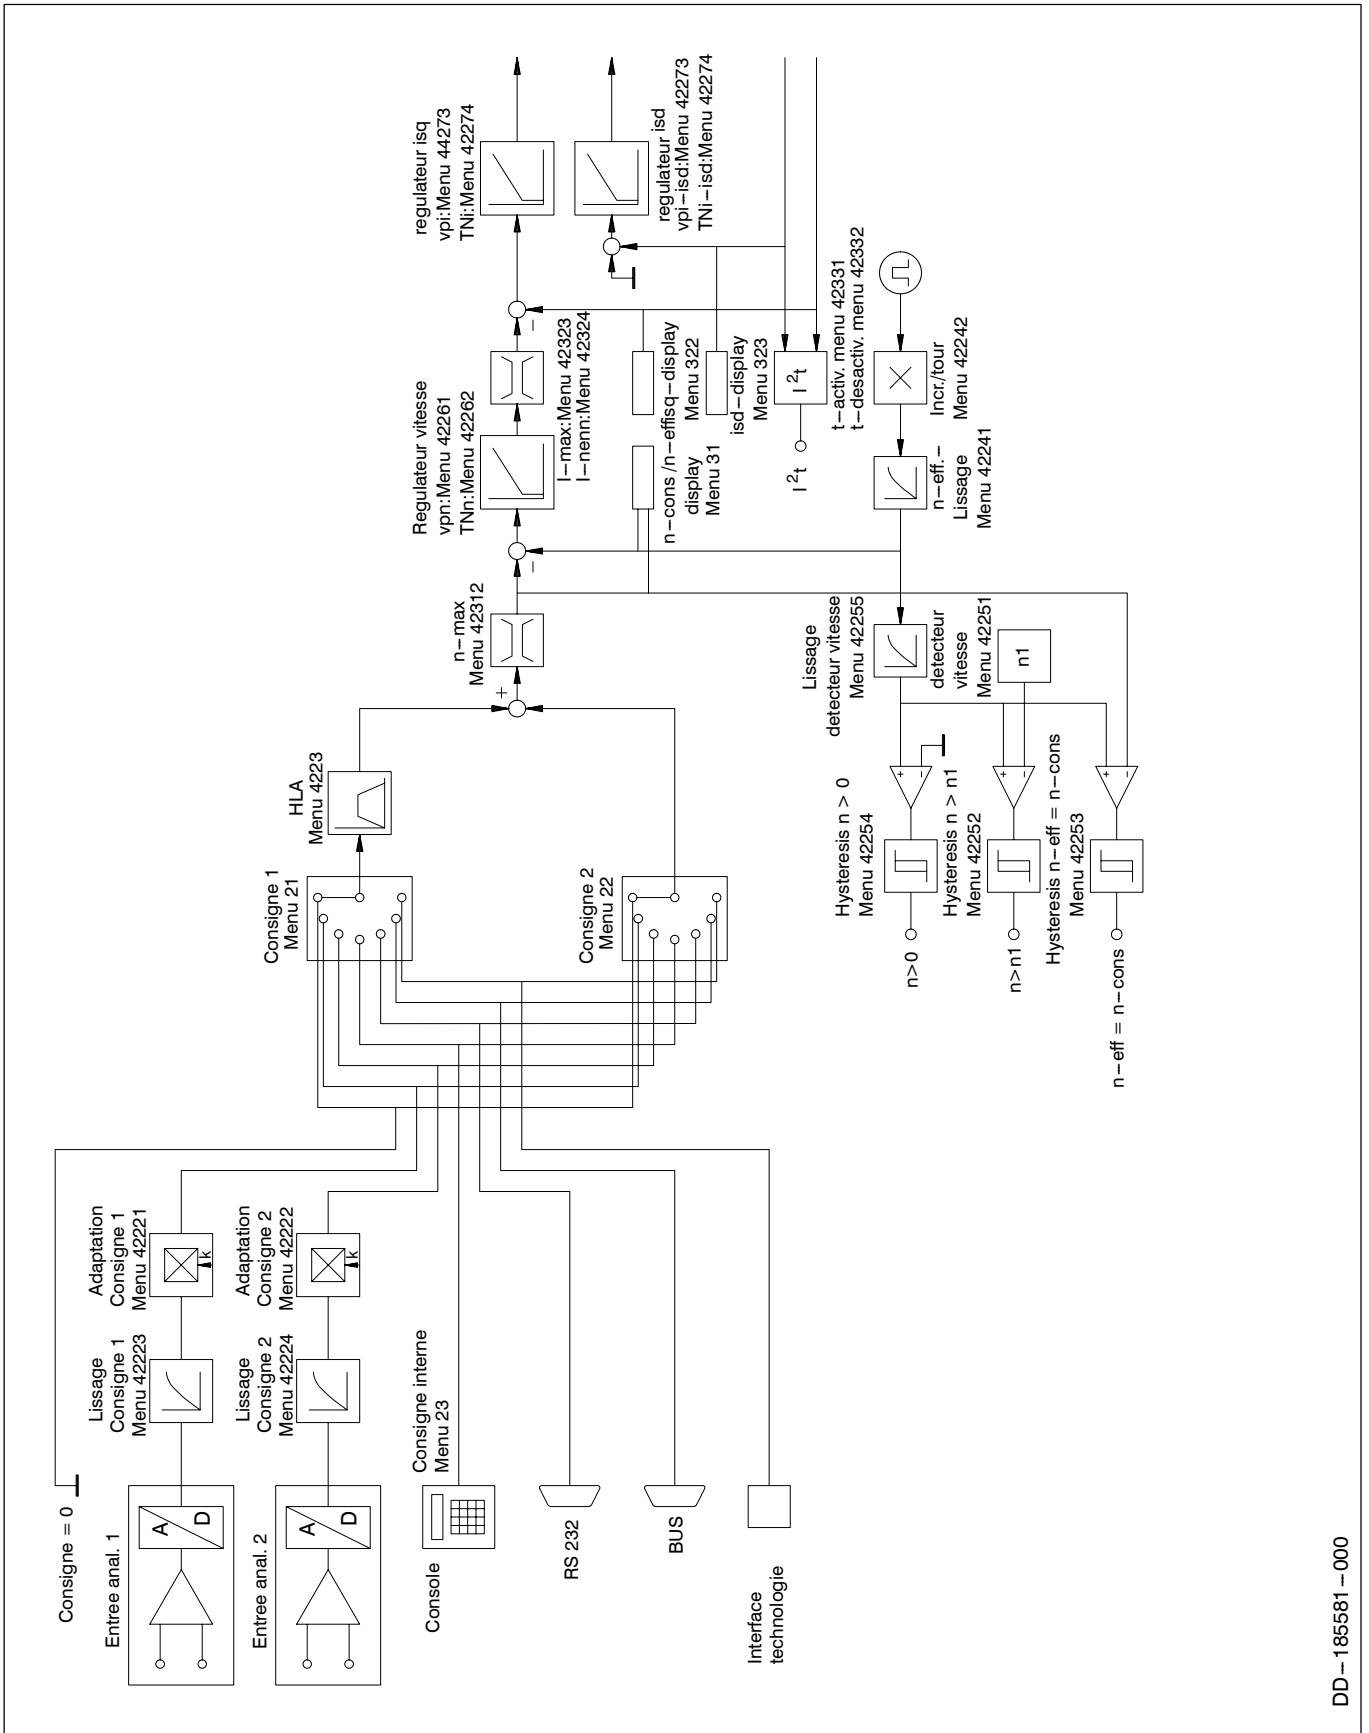 Consigne = 0
Entree anal. 1
A
D
Lissage
Consigne 1
Menu 42223
Adaptation
Consigne 1
Menu 42221
k
Entree anal. 2
A
D
Lissage
Consigne 2
Menu 42224
Adaptation
Consigne 2
Menu 42222
k
Console
Consigne interne
Menu 23
RS 232
BUS
Interface
technologie
Consigne 1
Menu 21
HLA
Menu 4223
Consigne 2
Menu 22
+
n-max
Menu 42312
-
Regulateur vitesse
vpn:Menu 42261
TNn:Menu 42262
I-max:Menu 42323
I-nenn:Menu 42324
-
regulateur isq
vpi:Menu 44273
TNi:Menu 42274
regulateur isd
vpi-isd:Menu 42273
TNi-isd:Menu 42274
n-cons /n-effisq-display
display
Menu 31
Menu 322
isd-display
Menu 323
I²t
I²t
t-activ. menu 42331
t-desactiv. menu 42332
Incr./tour
Menu 42242
n-eff.-
Lissage
Menu 42241
Lissage
detecteur vitesse
Menu 42255
detecteur
vitesse
Menu 42251
n1
Hysteresis n > 0
Menu 42254
+
-
n>0
Hysteresis n > n1
Menu 42252
+
-
n>n1
Hysteresis n-eff = n-cons
Menu 42253
+
-
n-eff = n-cons
DD-185581-000